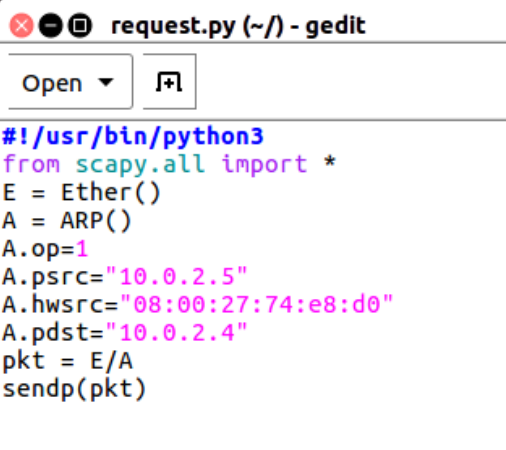 request.py (~/) - gedit
Open
#!/usr/bin/python3
from scapy.all import *
E = Ether()
A = ARP()
A.op=1
A.psrc="10.0.2.5"
A.hwsrc="08:00:27:74:e8:d0"
A.pdst="10.0.2.4"
pkt = E/A
sendp(pkt)